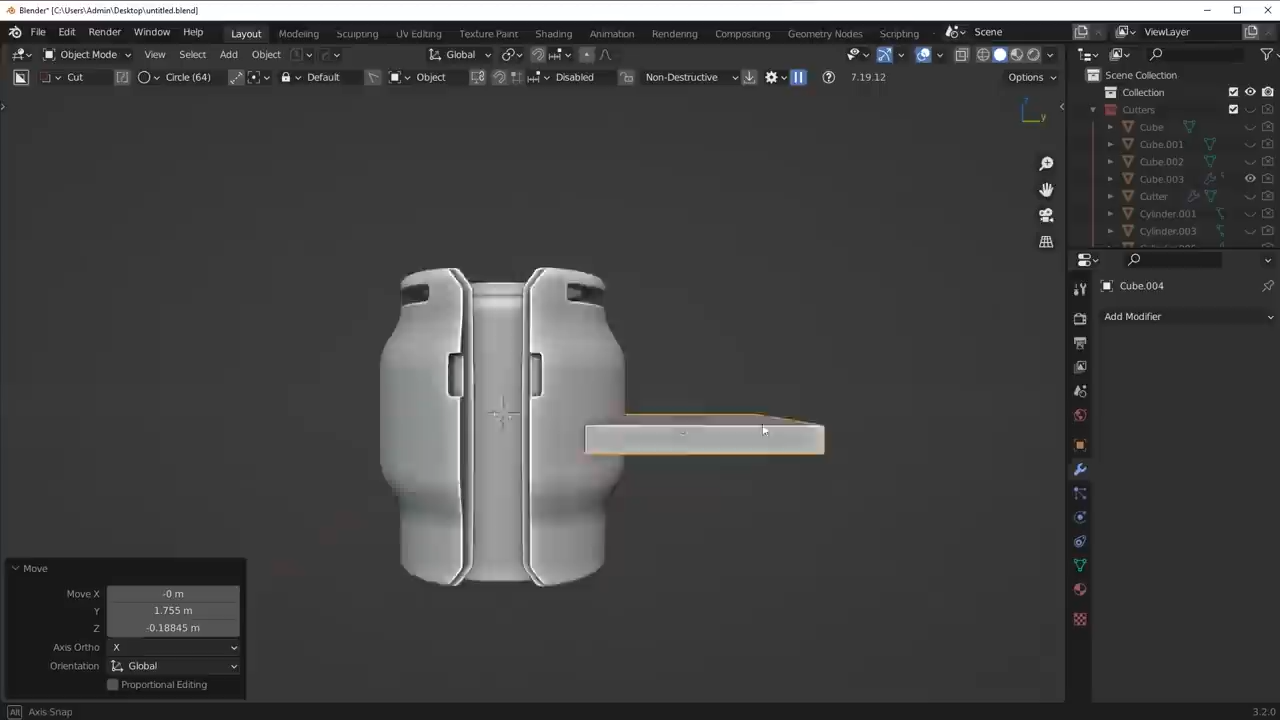 Blender* [C:\Users\Admin\Desktop\untitled.blend]
File Edit Render Window Help Layout Modeling Sculpting UV Editing Texture Paint Shading Animation Rendering Compositing Geometry Nodes Scripting Scene ViewLayer
Object Mode View Select Add Object Global
Cut Circle (64) Default Object Disabled Non-Destructive 7.19.12 Options
Scene Collection
Collection
Cutters
Cube
Cube.001
Cube.002
Cube.003
Cutter
Cylinder.001
Cylinder.003
z
y
Cube.004
Add Modifier
Move
Move X -0 m
Y 1.755 m
Z -0.18845 m
Axis Ortho X
Orientation Global
Proportional Editing
Alt Axis Snap 3.2.0